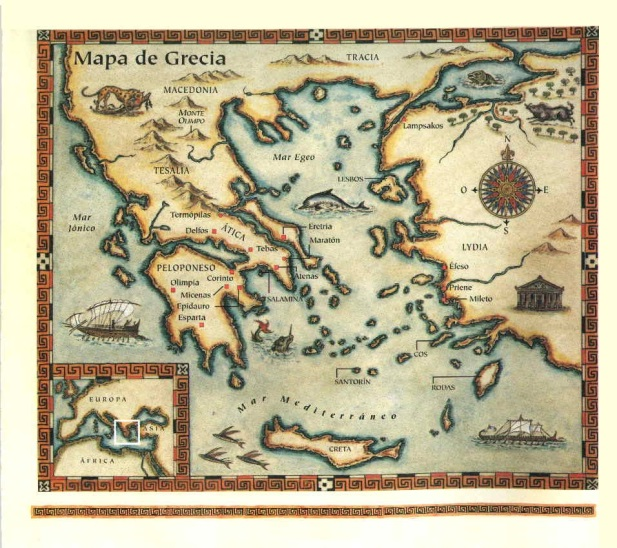 Mapa de Grecia
TRACIA
MACEDONIA
MONTE
OLIMPO
Lampsakos
Mar Egeo
TESALIA
LESBOS
N
O
E
S
Mar
Jónico
Termópilas
Delfos
ÁTICA
Eretria
Tebas
Maratón
LYDIA
PELOPONESO
Corinto
Atenas
Éfeso
Olimpia
Micenas
SALAMINA
Priene
Mileto
Epidauro
Esparta
COS
SANTORÍN
RODAS
Mar Mediterráneo
CRETA
EUROPA
ASIA
ÁFRICA